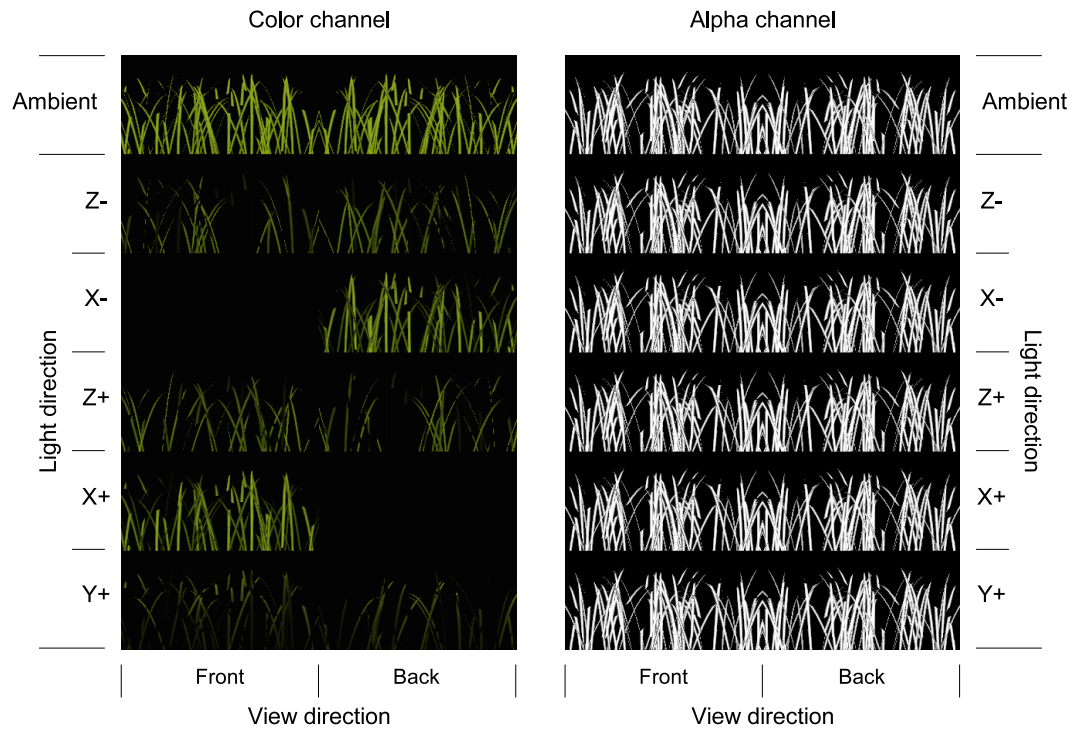 Color channel
Alpha channel
Ambient
Ambient
Z-
Z-
X-
X-
Light direction
Light direction
Z+
Z+
X+
X+
Y+
Y+
Front
Back
Front
Back
View direction
View direction